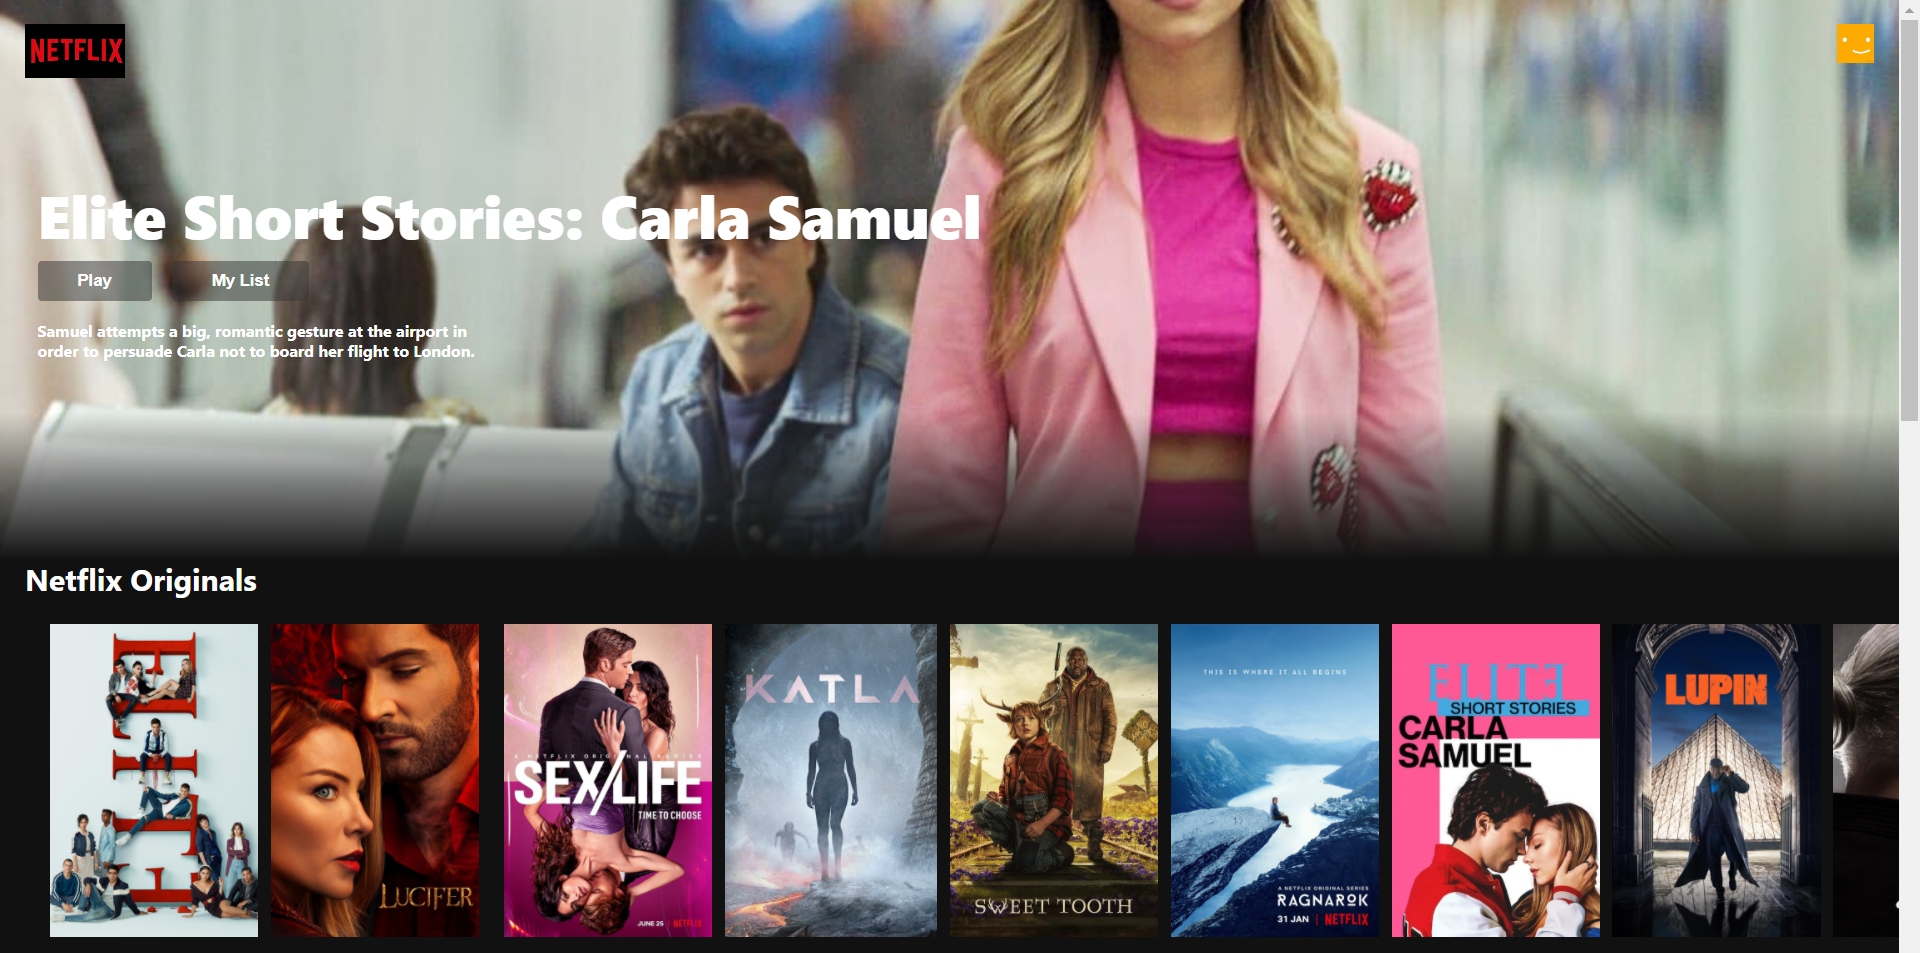 NETFLIX
Elite Short Stories: Carla Samuel
Play
My List
Samuel attempts a big, romantic gesture at the airport in
order to persuade Carla not to board her flight to London.
Netflix Originals
ELITE
LUCIFER
A NETFLIX ORIGINAL SERIES
SEX/LIFE
TIME TO CHOOSE
JUNE 25 | NETFLIX
KATLA
SWEET TOOTH
THIS IS WHERE IT ALL BEGINS
A NETFLIX ORIGINAL SERIES
RAGNAROK
31 JAN | NETFLIX
ELITE
SHORT STORIES
CARLA
SAMUEL
LUPIN